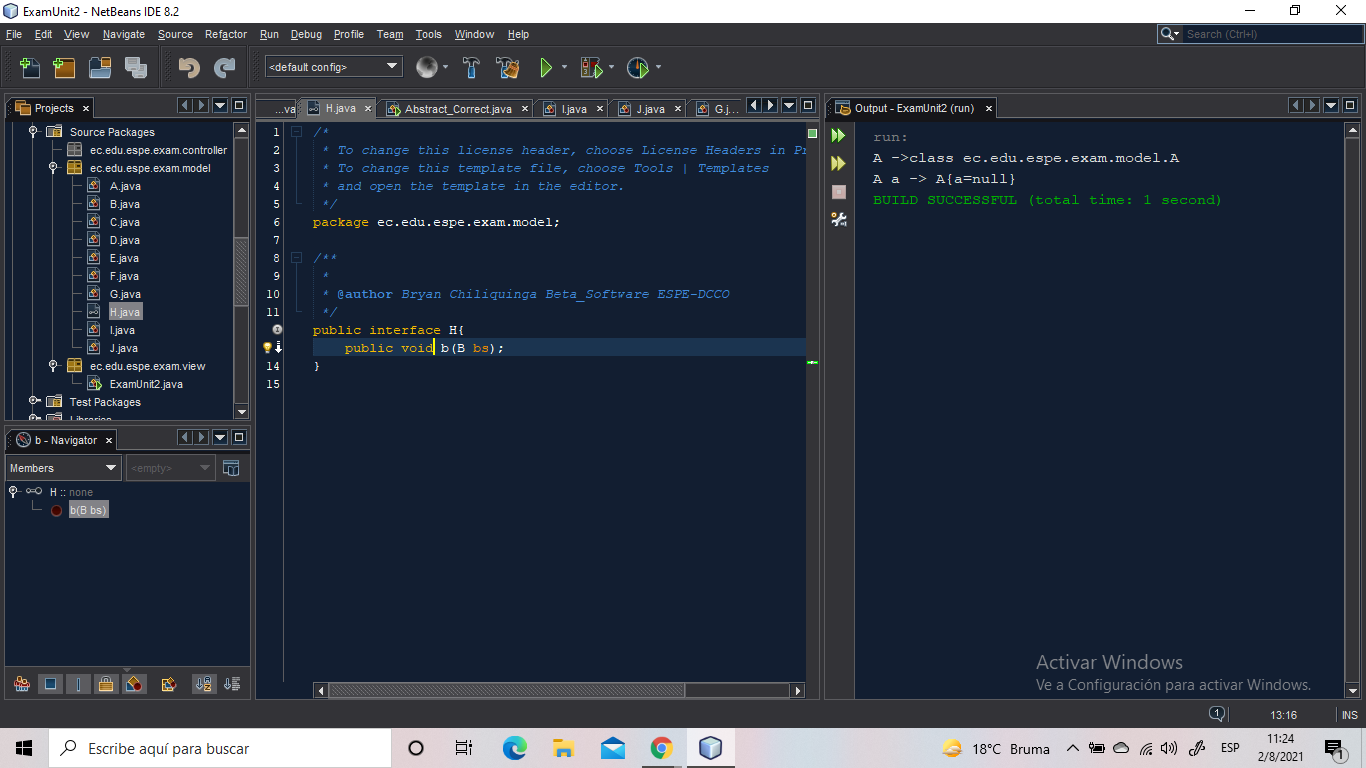 ExamUnit2 - NetBeans IDE 8.2
File Edit View Navigate Source Refactor Run Debug Profile Team Tools Window Help
Search (Ctrl+I)
<default config>
Projects
Source Packages
ec.edu.espe.exam.controller
ec.edu.espe.exam.model
A.java
B.java
C.java
D.java
E.java
F.java
G.java
H.java
I.java
J.java
ec.edu.espe.exam.view
ExamUnit2.java
Test Packages
Libraries
b - Navigator
Members
<empty>
H :: none
b(B bs)
...va H.java Abstract_Correct.java I.java J.java G.j...
1 /*
2 * To change this license header, choose License Headers in Pr
3 * To change this template file, choose Tools | Templates
4 * and open the template in the editor.
5 */
6 package ec.edu.espe.exam.model;
7
8 /**
9 *
10 * @author Bryan Chiliquinga Beta_Software ESPE-DCCO
11 */
public interface H{
public void b(B bs);
14 }
15
Output - ExamUnit2 (run)
run:
A ->class ec.edu.espe.exam.model.A
A a -> A{a=null}
BUILD SUCCESSFUL (total time: 1 second)
Activar Windows
Ve a Configuración para activar Windows.
1
13:16
INS
Escribe aquí para buscar
18°C Bruma
ESP
11:24
2/8/2021
1